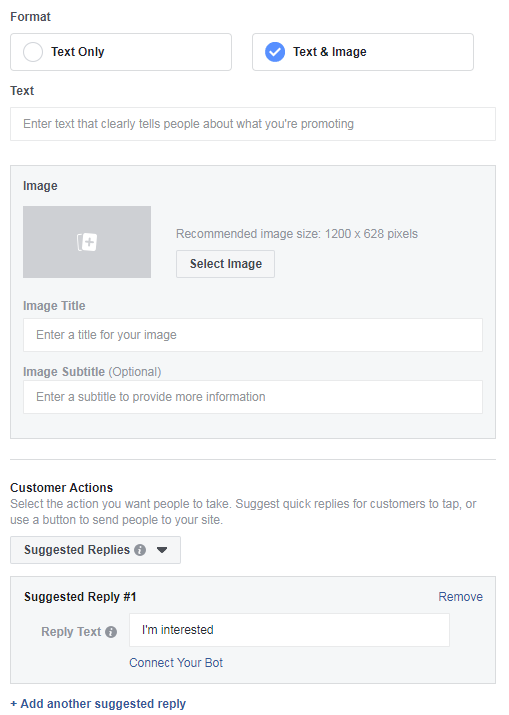 Format
Text Only
Text & Image
Text
Enter text that clearly tells people about what you're promoting
Image
Recommended image size: 1200 x 628 pixels
Select Image
Image Title
Enter a title for your image
Image Subtitle (Optional)
Enter a subtitle to provide more information
Customer Actions
Select the action you want people to take. Suggest quick replies for customers to tap, or
use a button to send people to your site.
Suggested Replies i
Suggested Reply #1
Remove
Reply Text i
I'm interested
Connect Your Bot
+ Add another suggested reply